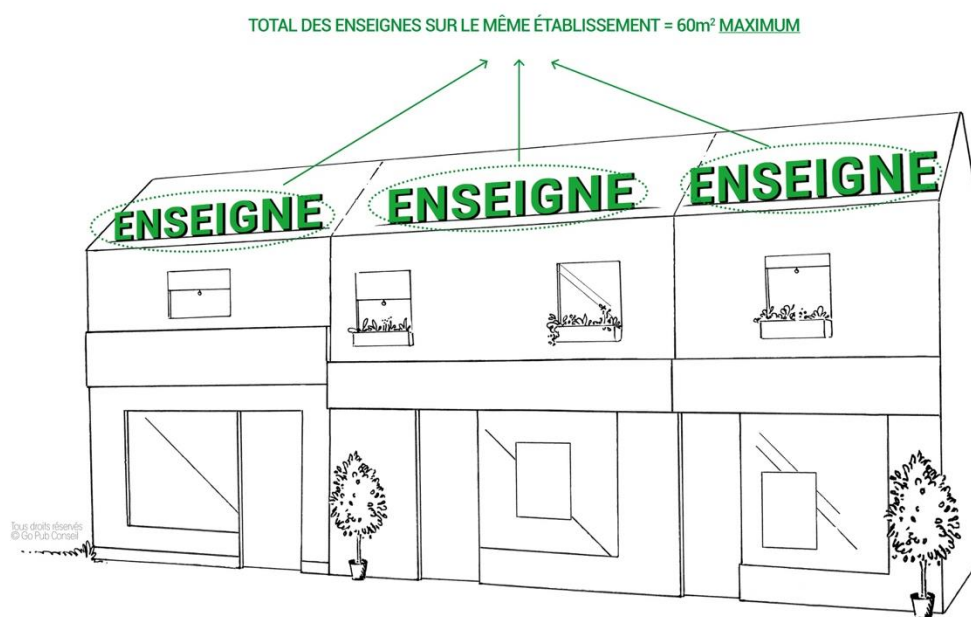 TOTAL DES ENSEIGNES SUR LE MÊME ÉTABLISSEMENT = 60m² MAXIMUM
ENSEIGNE
ENSEIGNE
ENSEIGNE
Tous droits réservés
© Go Pub Conseil